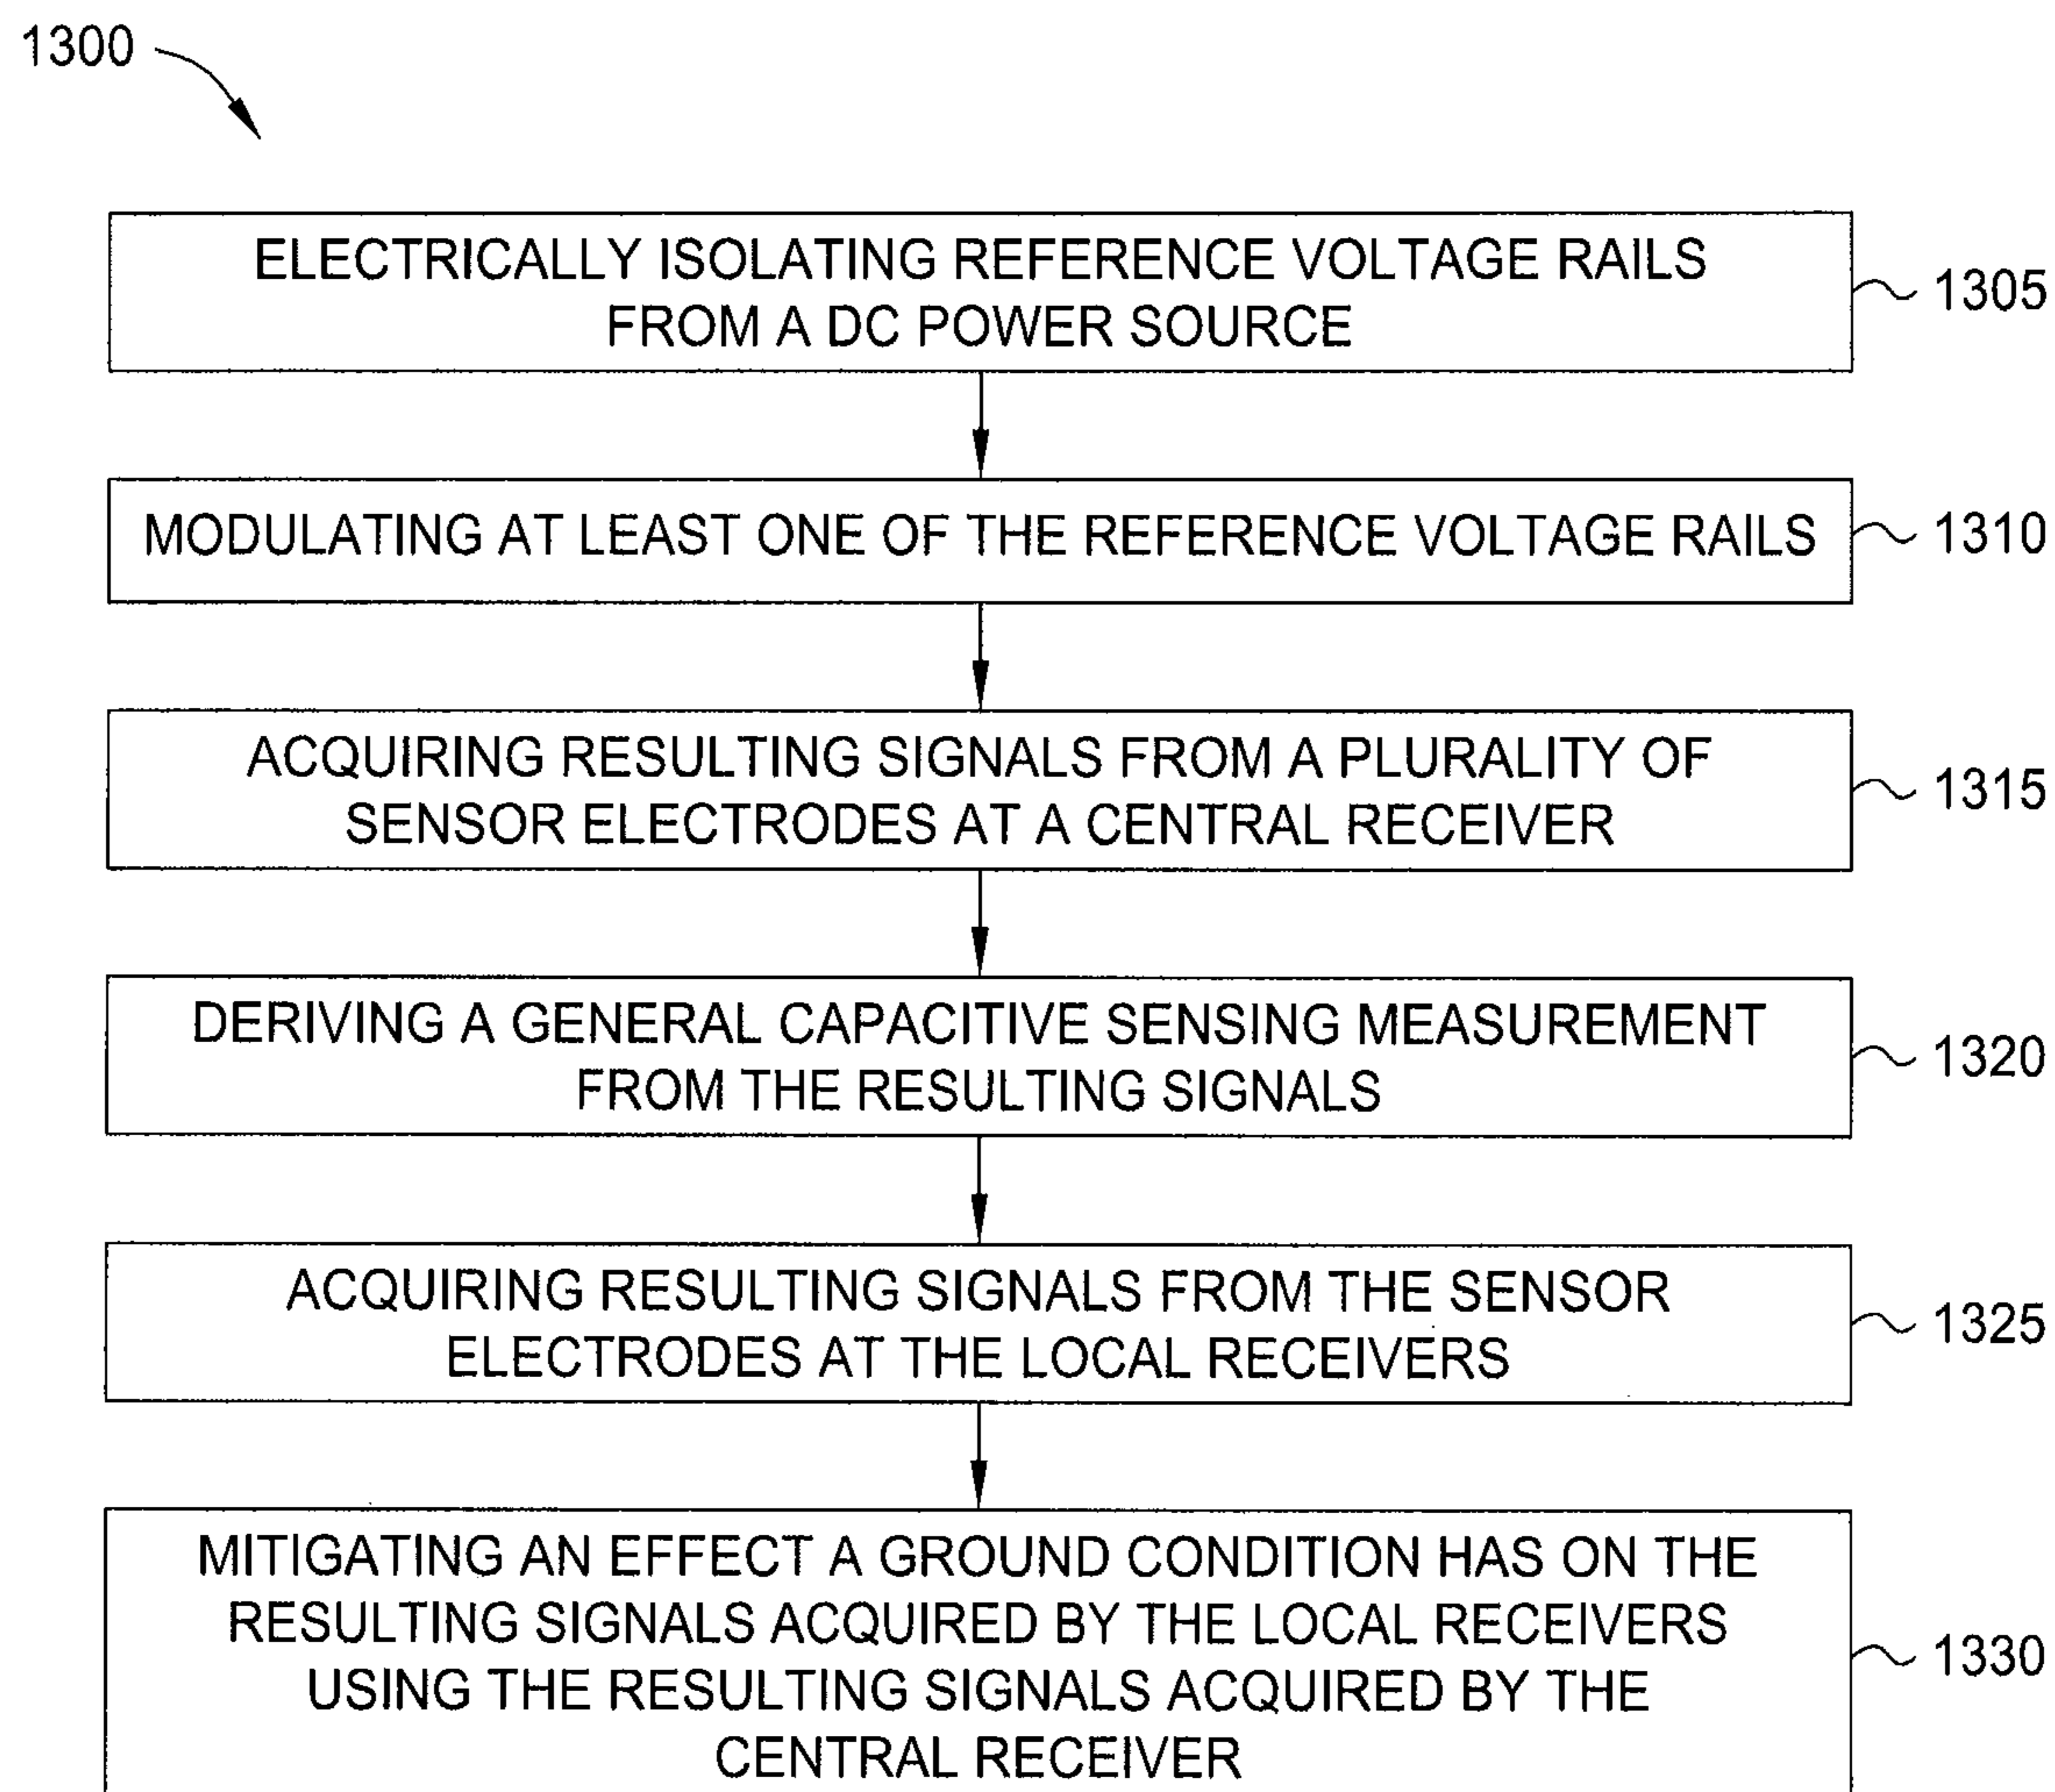 1300
ELECTRICALLY ISOLATING REFERENCE VOLTAGE RAILS
FROM A DC POWER SOURCE
1305
MODULATING AT LEAST ONE OF THE REFERENCE VOLTAGE RAILS
1310
ACQUIRING RESULTING SIGNALS FROM A PLURALITY OF
SENSOR ELECTRODES AT A CENTRAL RECEIVER
1315
DERIVING A GENERAL CAPACITIVE SENSING MEASUREMENT
FROM THE RESULTING SIGNALS
1320
ACQUIRING RESULTING SIGNALS FROM THE SENSOR
ELECTRODES AT THE LOCAL RECEIVERS
1325
MITIGATING AN EFFECT A GROUND CONDITION HAS ON THE
RESULTING SIGNALS ACQUIRED BY THE LOCAL RECEIVERS
USING THE RESULTING SIGNALS ACQUIRED BY THE
CENTRAL RECEIVER
1330